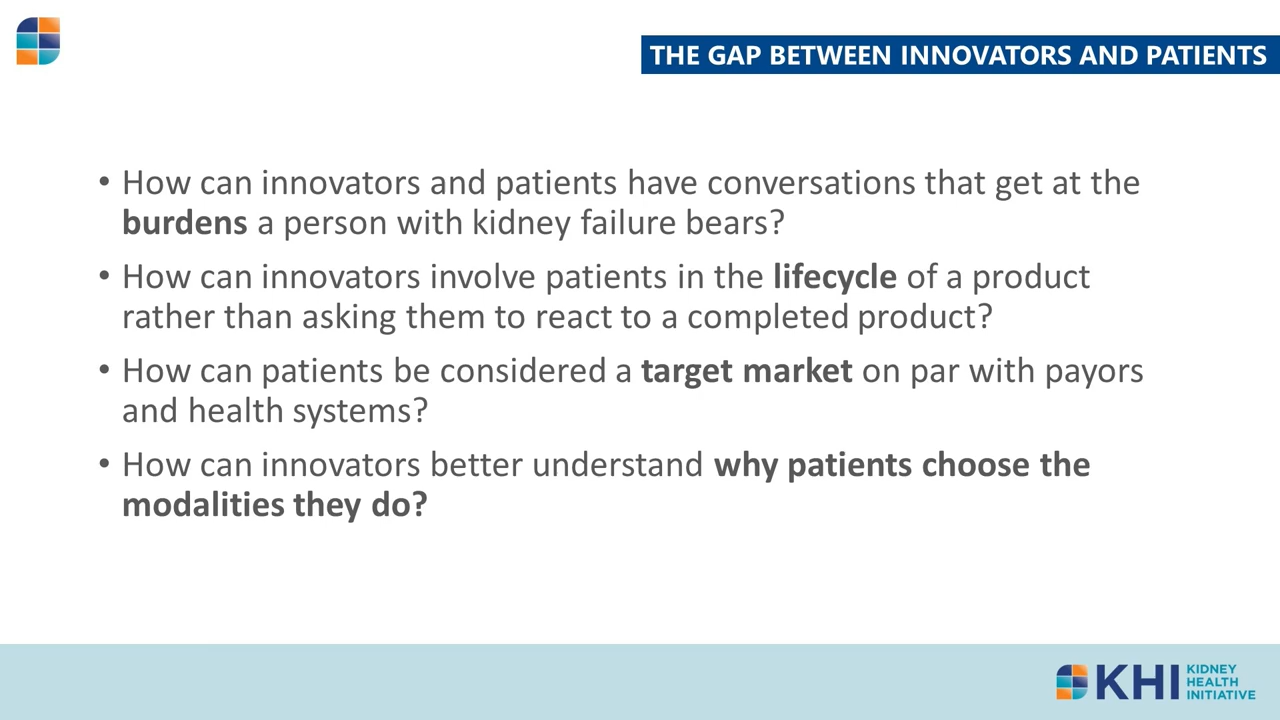 THE GAP BETWEEN INNOVATORS AND PATIENTS
• How can innovators and patients have conversations that get at the
burdens a person with kidney failure bears?
• How can innovators involve patients in the lifecycle of a product
rather than asking them to react to a completed product?
• How can patients be considered a target market on par with payors
and health systems?
• How can innovators better understand why patients choose the
modalities they do?
KHI
KIDNEY
HEALTH
INITIATIVE